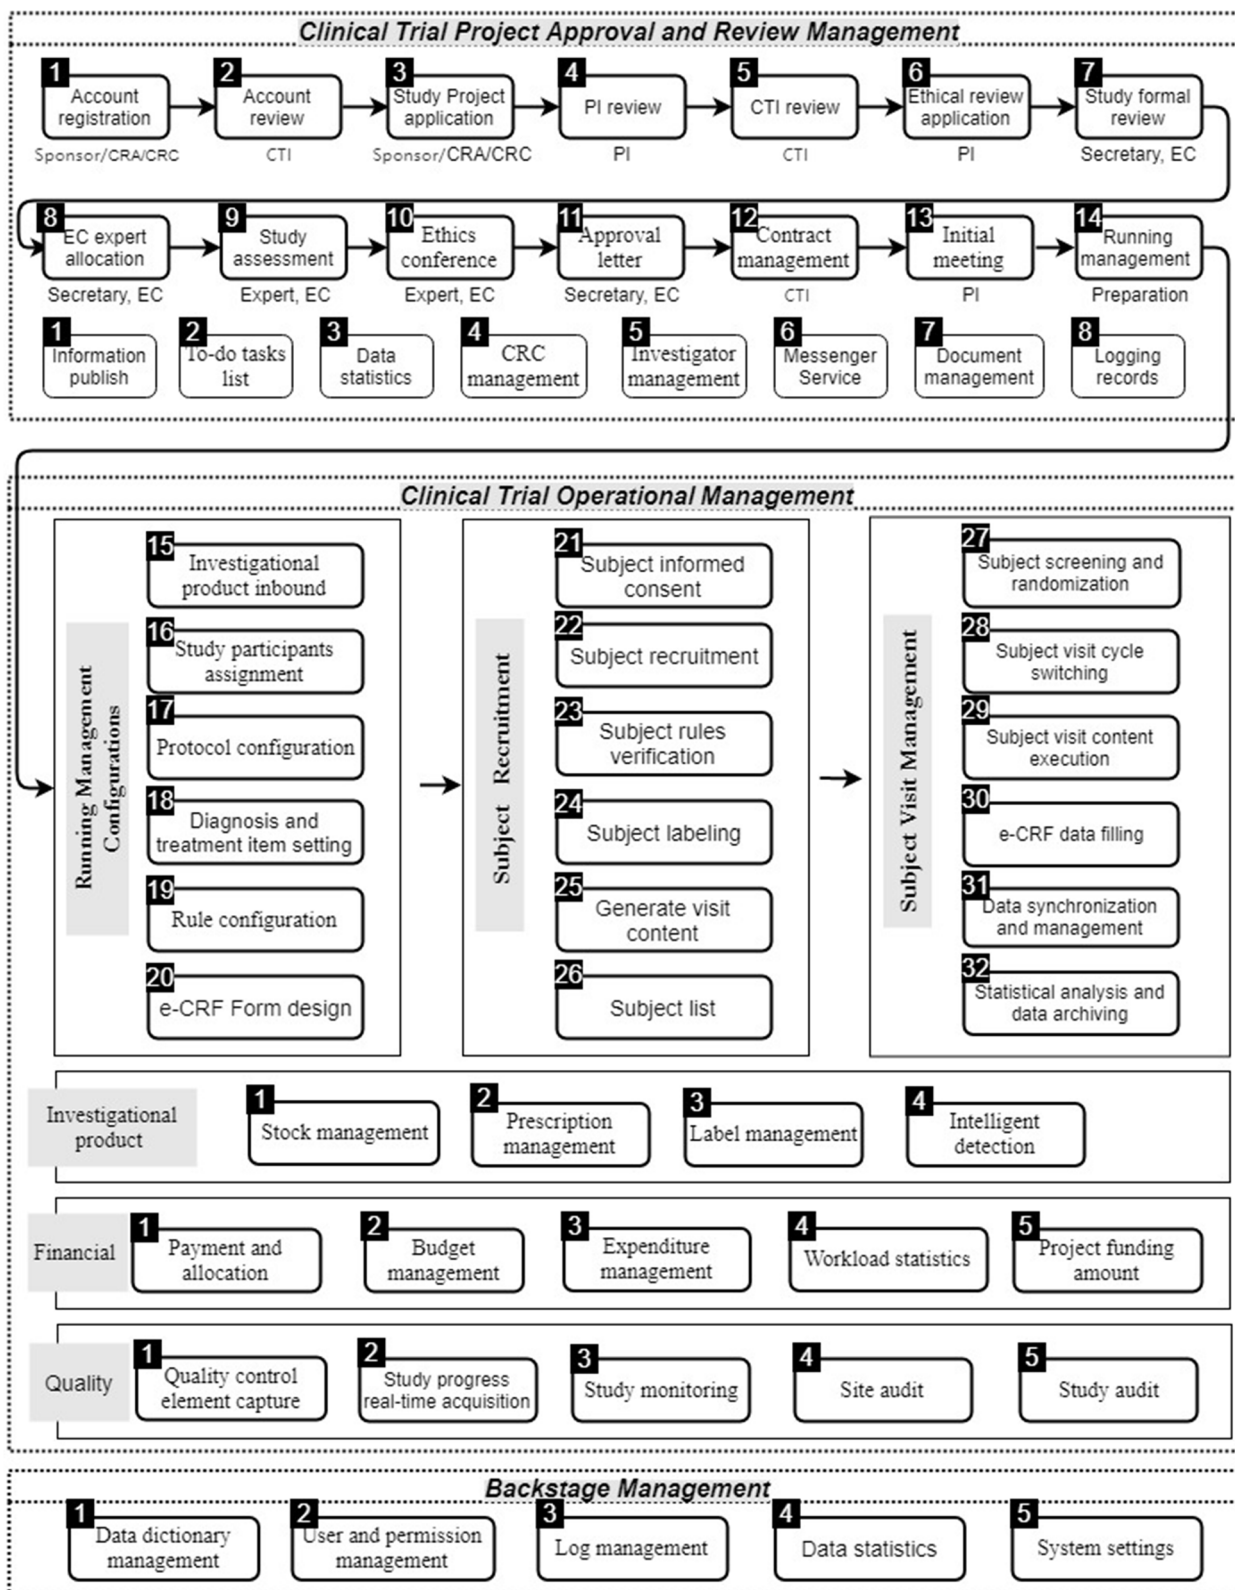 Clinical Trial Project Approval and Review Management
1
Account
registration
Sponsor/CRA/CRC
2
Account
review
CTI
3
Study Project
application
Sponsor/CRA/CRC
4
PI review
PI
5
CTI review
CTI
6
Ethical review
application
PI
7
Study formal
review
Secretary, EC
8
EC expert
allocation
Secretary, EC
9
Study
assessment
Expert, EC
10
Ethics
conference
Expert, EC
11
Approval
letter
Secretary, EC
12
Contract
management
CTI
13
Initial
meeting
PI
14
Running
management
Preparation
1
Information
publish
2
To-do tasks
list
3
Data
statistics
4
CRC
management
5
Investigator
management
6
Messenger
Service
7
Document
management
8
Logging
records
Clinical Trial Operational Management
Running Management
Configurations
15
Investigational
product inbound
16
Study participants
assignment
17
Protocol configuration
18
Diagnosis and
treatment item setting
19
Rule configuration
20
e-CRF Form design
Subject Recruitment
21
Subject informed
consent
22
Subject recruitment
23
Subject rules
verification
24
Subject labeling
25
Generate visit
content
26
Subject list
Subject Visit Management
27
Subject screening and
randomization
28
Subject visit cycle
switching
29
Subject visit content
execution
30
e-CRF data filling
31
Data synchronization
and management
32
Statistical analysis and
data archiving
Investigational
product
1
Stock management
2
Prescription
management
3
Label management
4
Intelligent
detection
Financial
1
Payment and
allocation
2
Budget
management
3
Expenditure
management
4
Workload statistics
5
Project funding
amount
Quality
1
Quality control
element capture
2
Study progress
real-time acquisition
3
Study monitoring
4
Site audit
5
Study audit
Backstage Management
1
Data dictionary
management
2
User and permission
management
3
Log management
4
Data statistics
5
System settings